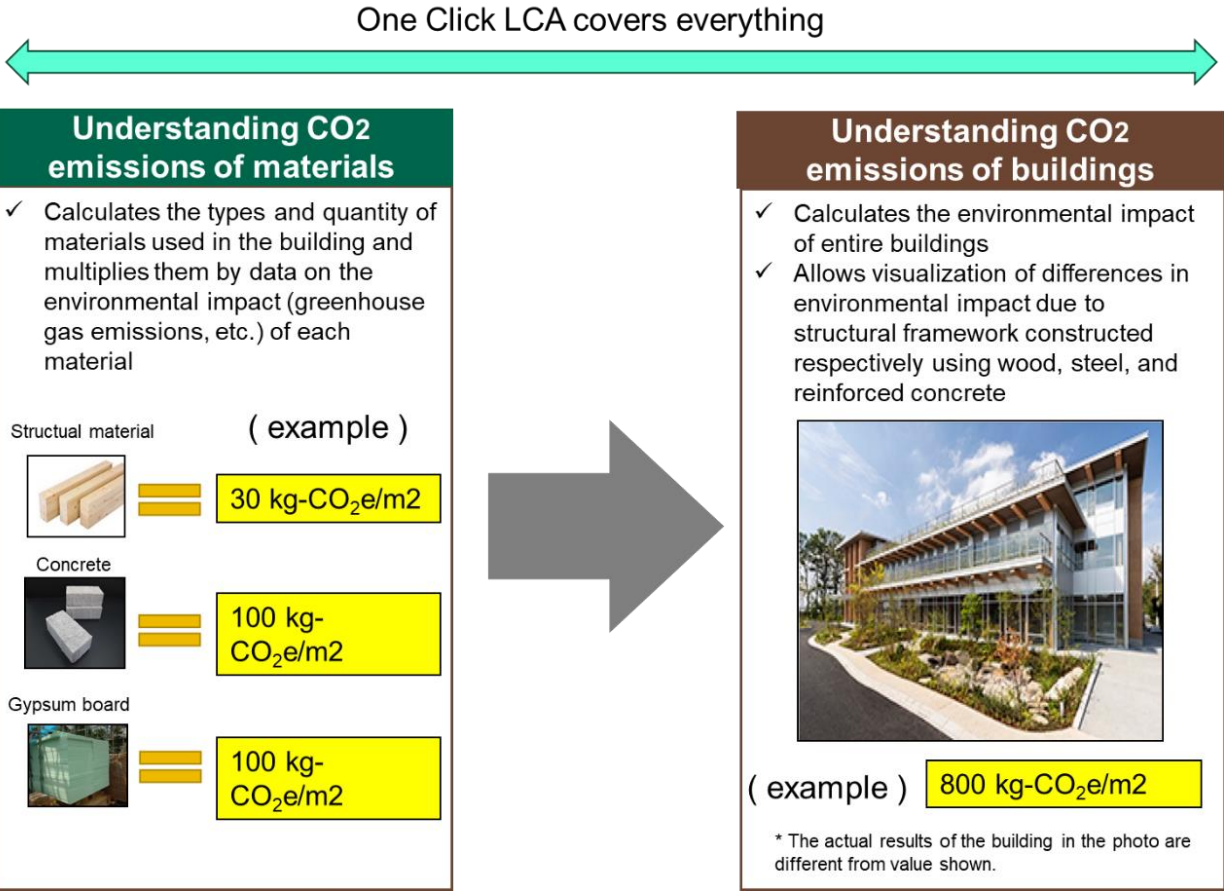 One Click LCA covers everything
Understanding CO2
emissions of materials
✓ Calculates the types and quantity of
materials used in the building and
multiplies them by data on the
environmental impact (greenhouse
gas emissions, etc.) of each
material
Structual material
( example )
30 kg-CO₂e/m2
Concrete
100 kg-
CO₂e/m2
Gypsum board
100 kg-
CO₂e/m2
Understanding CO2
emissions of buildings
✓ Calculates the environmental impact
of entire buildings
✓ Allows visualization of differences in
environmental impact due to
structural framework constructed
respectively using wood, steel, and
reinforced concrete
( example )
800 kg-CO₂e/m2
* The actual results of the building in the photo are
different from value shown.